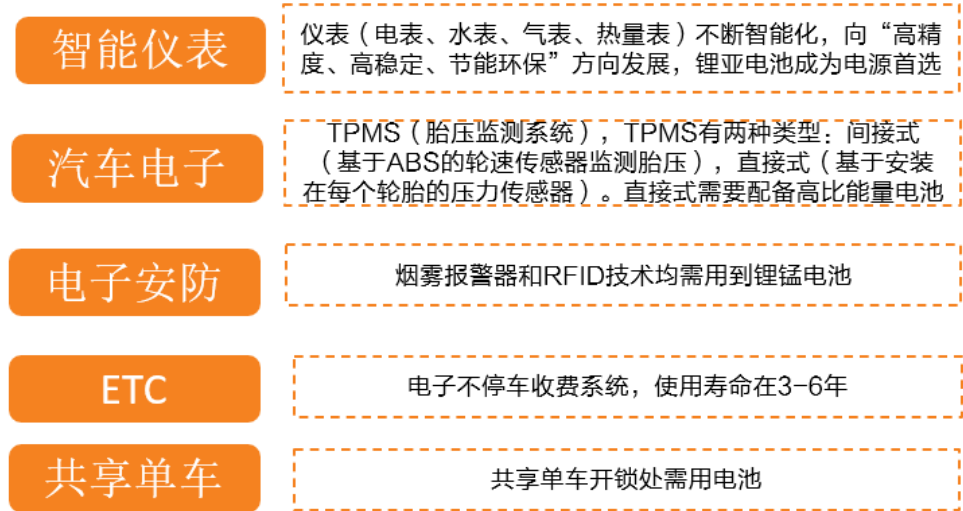 智能仪表
仪表（电表、水表、气表、热量表）不断智能化，向“高精
度、高稳定、节能环保”方向发展，锂亚电池成为电源首选
汽车电子
TPMS（胎压监测系统），TPMS有两种类型：间接式
（基于ABS的轮速传感器监测胎压），直接式（基于安装
在每个轮胎的压力传感器）。直接式需要配备高比能量电池
电子安防
烟雾报警器和RFID技术均需用到锂锰电池
ETC
电子不停车收费系统，使用寿命在3-6年
共享单车
共享单车开锁处需用电池